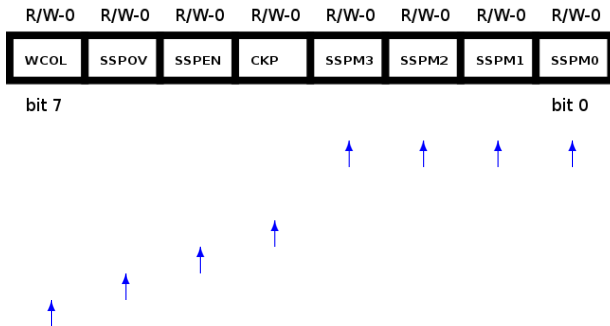 R/W-0 R/W-0 R/W-0 R/W-0 R/W-0 R/W-0 R/W-0 R/W-0
WCOL SSPOV SSPEN CKP SSPM3 SSPM2 SSPM1 SSPM0
bit 7 bit 0